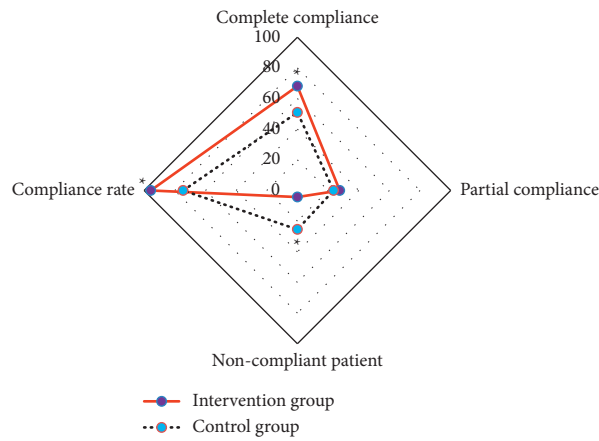 Complete compliance
100
*
80
60
40
20
*
Compliance rate
0
Partial compliance
*
Non-compliant patient
Intervention group
Control group